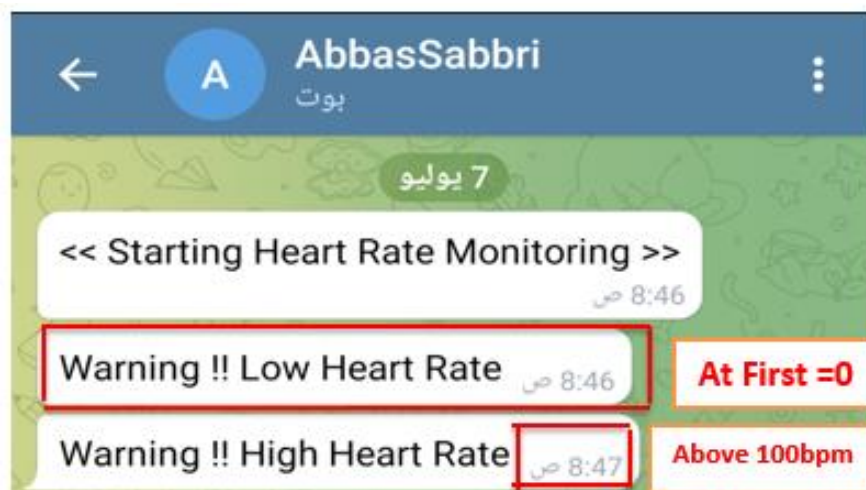 AbbasSabbri
A
بوت
7 يوليو
<< Starting Heart Rate Monitoring >>
8:46 ص
Warning !! Low Heart Rate 8:46 ص
At First =0
Warning !! High Heart Rate 8:47 ص
Above 100bpm